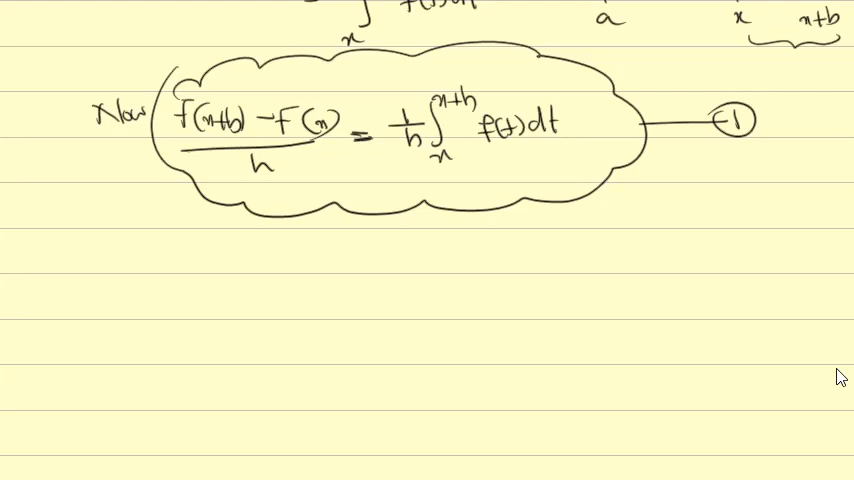 ∫ f(t)dt
x a x x+h
Now F(x+h) - F(x) / h = 1/h ∫ x+h x f(t)dt — 1